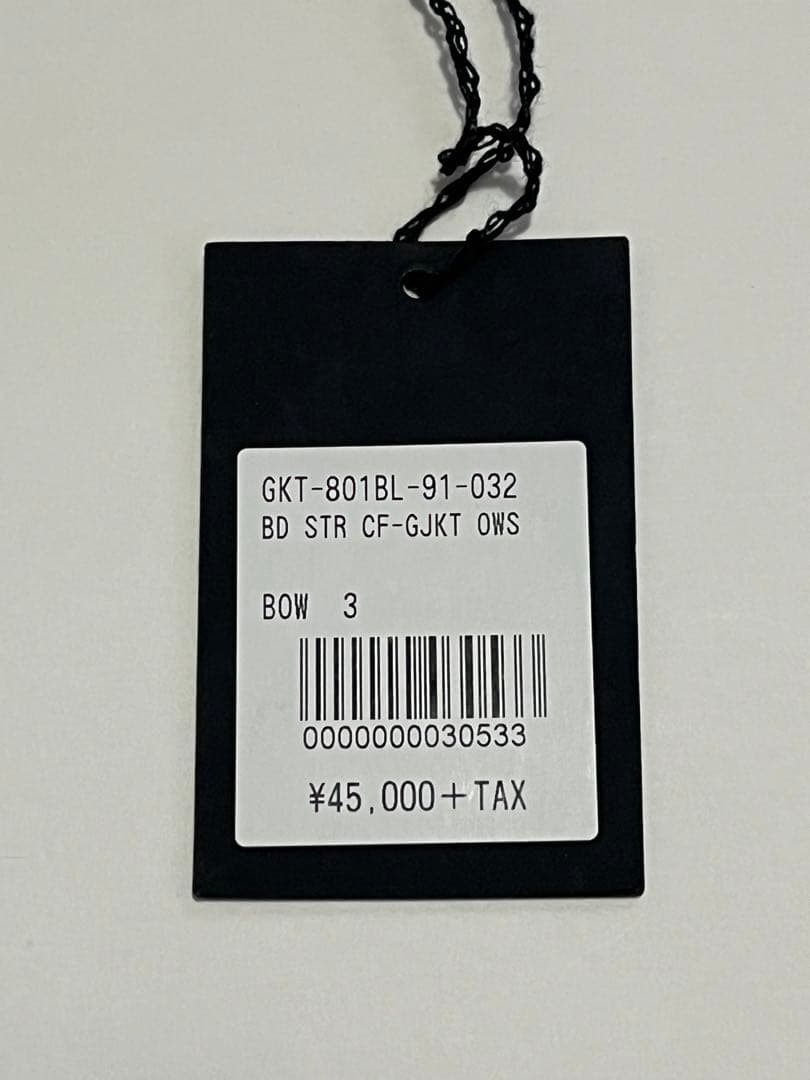 GKT-801BL-91-032
BD STR CF-GJKT OWS
BOW 3
0000000030533
¥45,000+TAX